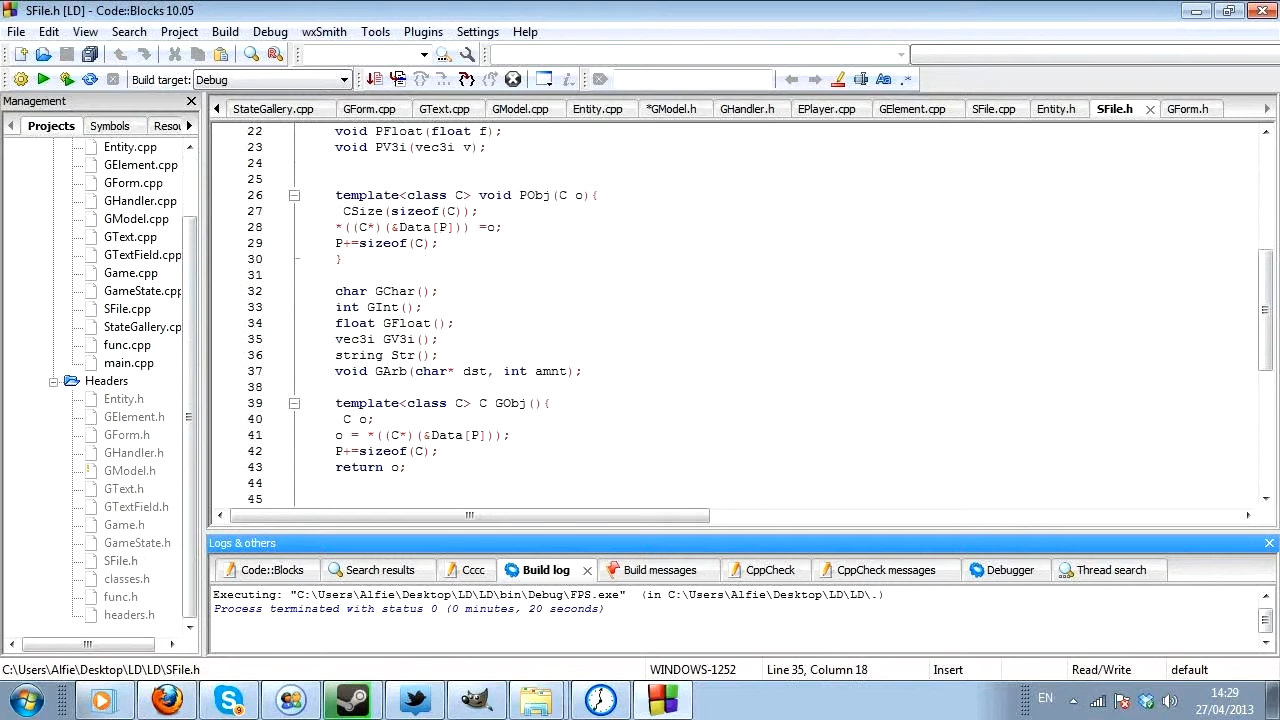 SFile.h [LD] - Code::Blocks 10.05
File Edit View Search Project Build Debug wxSmith Tools Plugins Settings Help
Build target: Debug
Management
Projects Symbols Resou
Entity.cpp
GElement.cpp
GForm.cpp
GHandler.cpp
GModel.cpp
GText.cpp
GTextField.cpp
Game.cpp
GameState.cpp
SFile.cpp
StateGallery.cp
func.cpp
main.cpp
Headers
Entity.h
GElement.h
GForm.h
GHandler.h
GModel.h
GText.h
GTextField.h
Game.h
GameState.h
SFile.h
classes.h
func.h
headers.h
StateGallery.cpp GForm.cpp GText.cpp GModel.cpp Entity.cpp *GModel.h GHandler.h EPlayer.cpp GElement.cpp SFile.cpp Entity.h SFile.h GForm.h
22 void PFloat(float f);
23 void PV3i(vec3i v);
24
25
26 template<class C> void PObj(C o){
27 CSize(sizeof(C));
28 *((C*)(&Data[P])) =o;
29 P+=sizeof(C);
30 }
31
32 char GChar();
33 int GInt();
34 float GFloat();
35 vec3i GV3i();
36 string Str();
37 void GArb(char* dst, int amnt);
38
39 template<class C> C GObj(){
40 C o;
41 o = *((C*)(&Data[P]));
42 P+=sizeof(C);
43 return o;
44
45
Logs & others
Code::Blocks Search results Cccc Build log Build messages CppCheck CppCheck messages Debugger Thread search
Executing: "C:\Users\Alfie\Desktop\LD\LD\bin\Debug\FPS.exe" (in C:\Users\Alfie\Desktop\LD\LD\.)
Process terminated with status 0 (0 minutes, 20 seconds)
C:\Users\Alfie\Desktop\LD\LD\SFile.h WINDOWS-1252 Line 35, Column 18 Insert Read/Write default
EN 14:29
27/04/2013